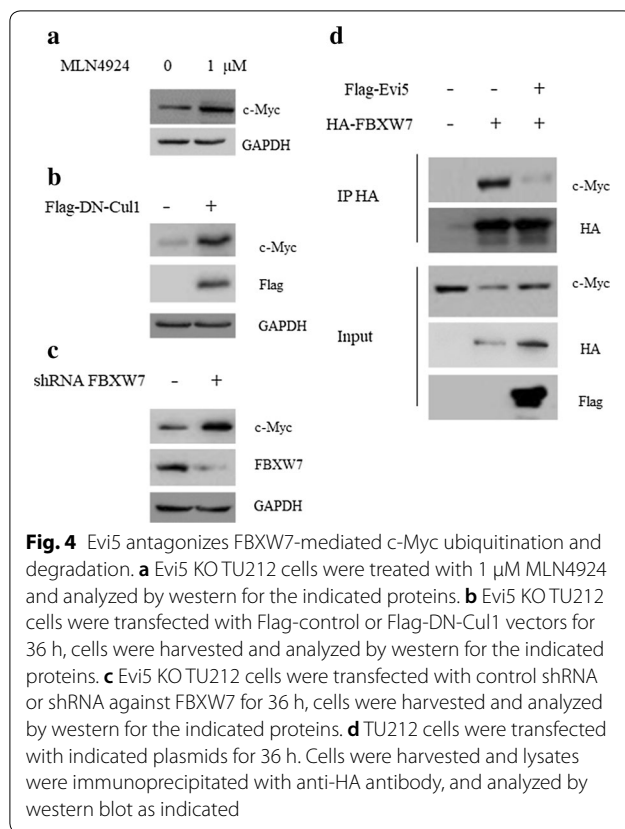 a
MLN4924 0 1 μM
c-Myc
GAPDH
b
Flag-DN-Cul1 - +
c-Myc
Flag
GAPDH
c
shRNA FBXW7 - +
c-Myc
FBXW7
GAPDH
d
Flag-Evi5 - - +
HA-FBXW7 - + +
IP HA
c-Myc
HA
Input
c-Myc
HA
Flag
Fig. 4 Evi5 antagonizes FBXW7-mediated c-Myc ubiquitination and
degradation. a Evi5 KO TU212 cells were treated with 1 μM MLN4924
and analyzed by western for the indicated proteins. b Evi5 KO TU212
cells were transfected with Flag-control or Flag-DN-Cul1 vectors for
36 h, cells were harvested and analyzed by western for the indicated
proteins. c Evi5 KO TU212 cells were transfected with control shRNA
or shRNA against FBXW7 for 36 h, cells were harvested and analyzed
by western for the indicated proteins. d TU212 cells were transfected
with indicated plasmids for 36 h. Cells were harvested and lysates
were immunoprecipitated with anti-HA antibody, and analyzed by
western blot as indicated